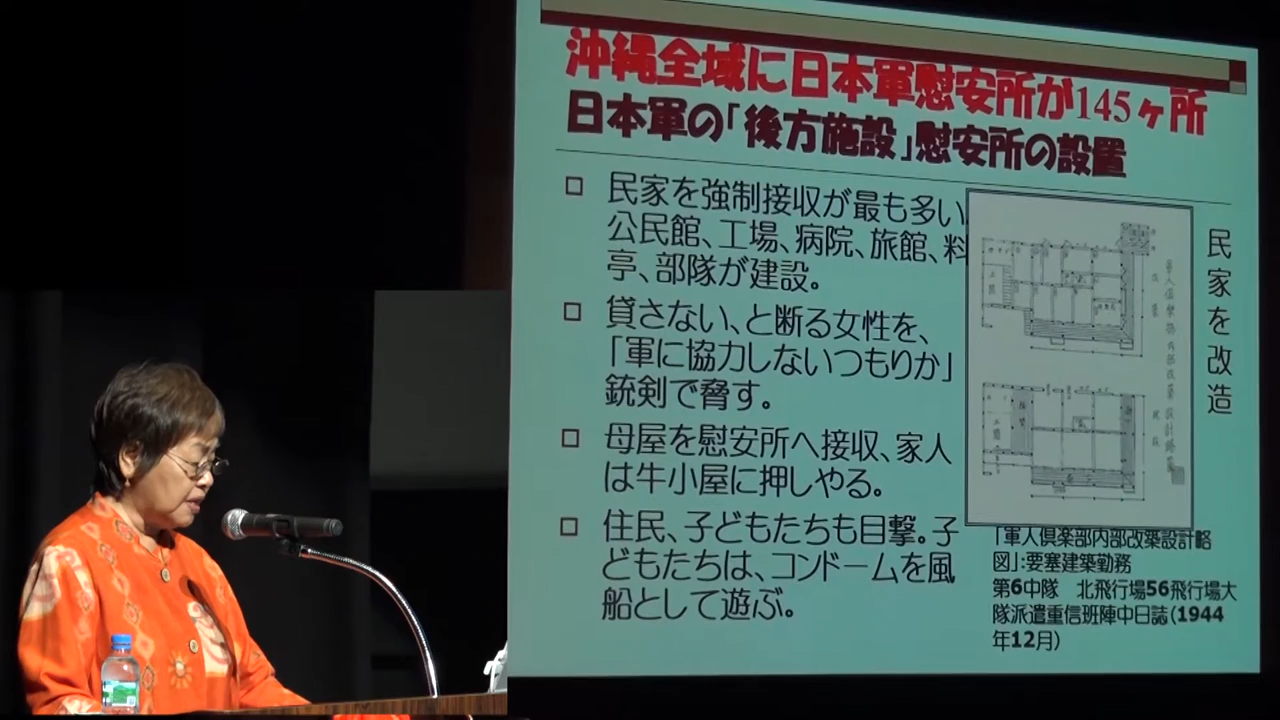 沖縄全域に日本軍慰安所が145ヶ所
日本軍の「後方施設」慰安所の設置
民家を強制接収が最も多い。
公民館、工場、病院、旅館、料
亭、部隊が建設。
貸さない、と断る女性を、
「軍に協力しないつもりか」
銃剣で脅す。
母屋を慰安所へ接収、家人
は牛小屋に押しやる。
住民、子どもたちも目撃。子
どもたちは、コンドームを風
船として遊ぶ。
民家を改造
「軍人倶楽部内部改築設計略
図」:要塞建築勤務
第6中隊 北飛行場56飛行場大
隊派遣重信班陣中日誌(1944
年12月)